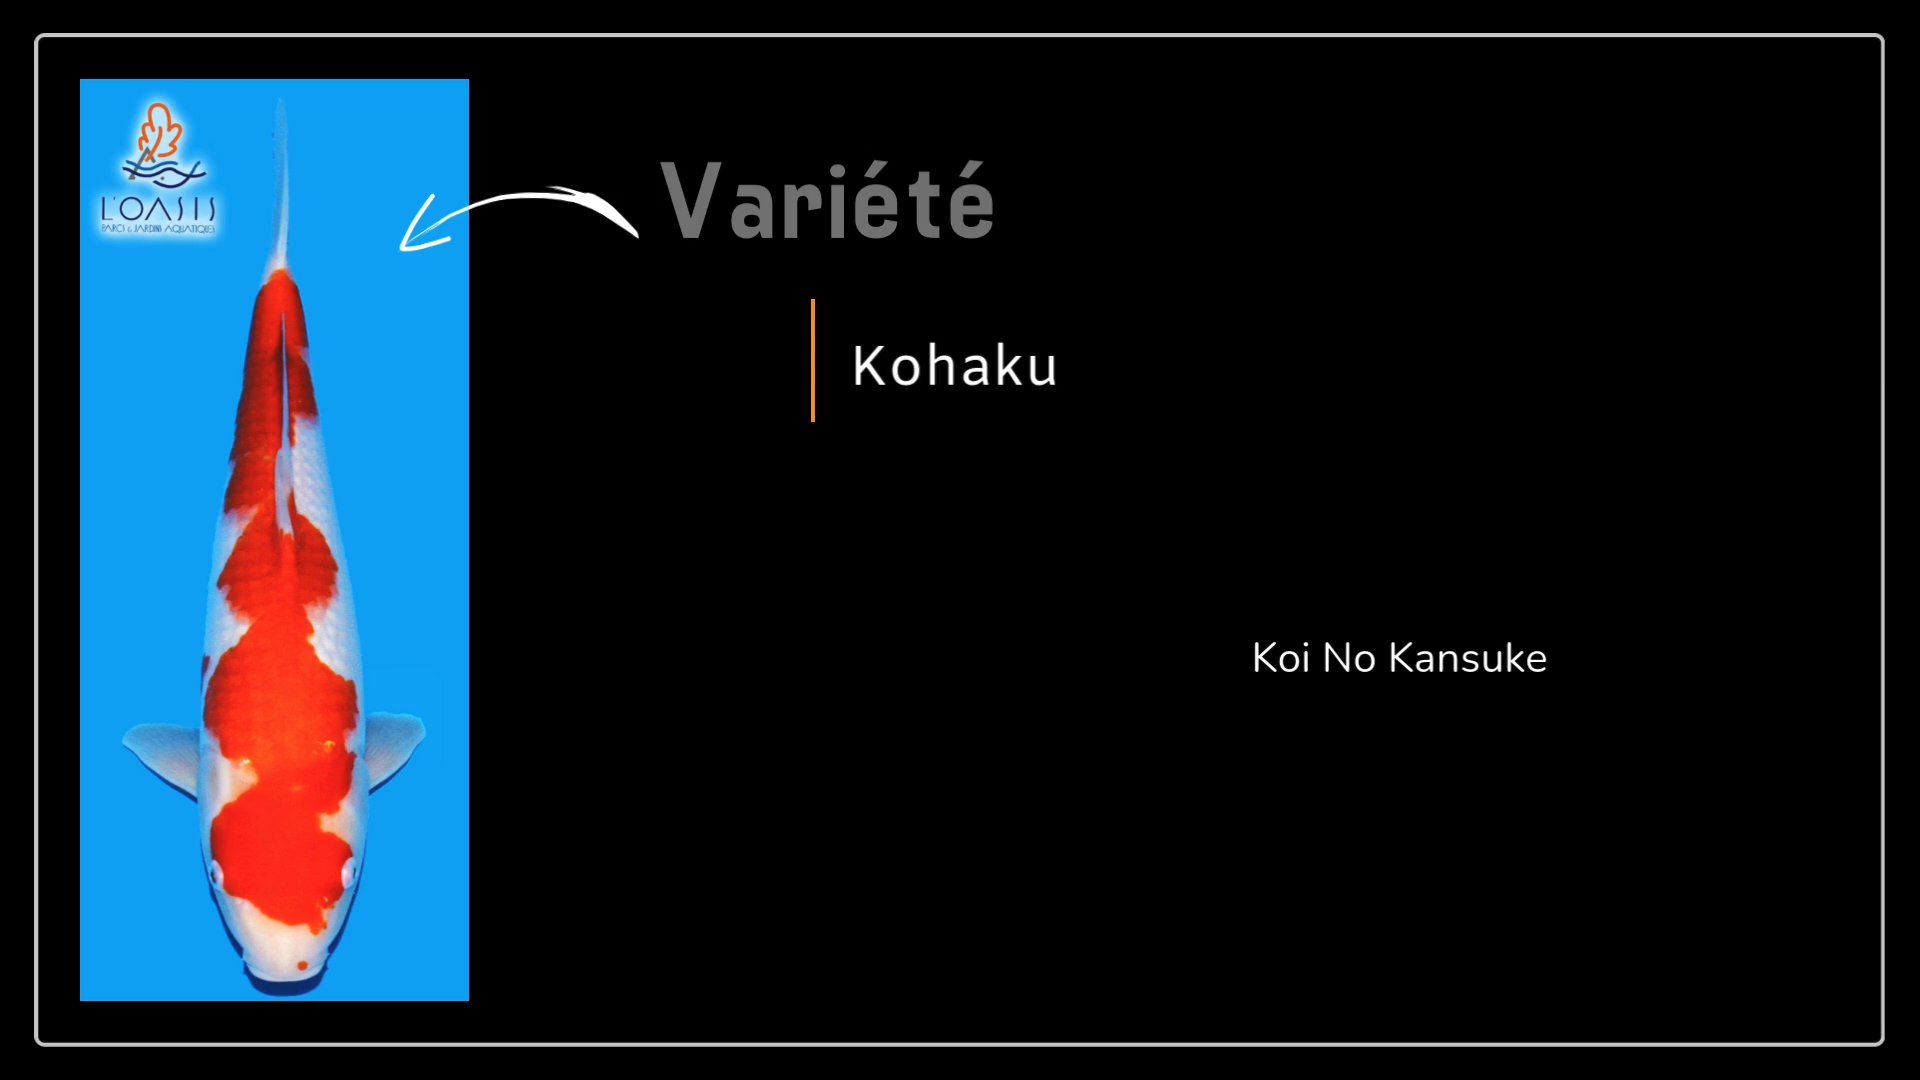 L'OASIS
PARCS & JARDINS AQUATIQUES
Variété
Kohaku
Koi No Kansuke